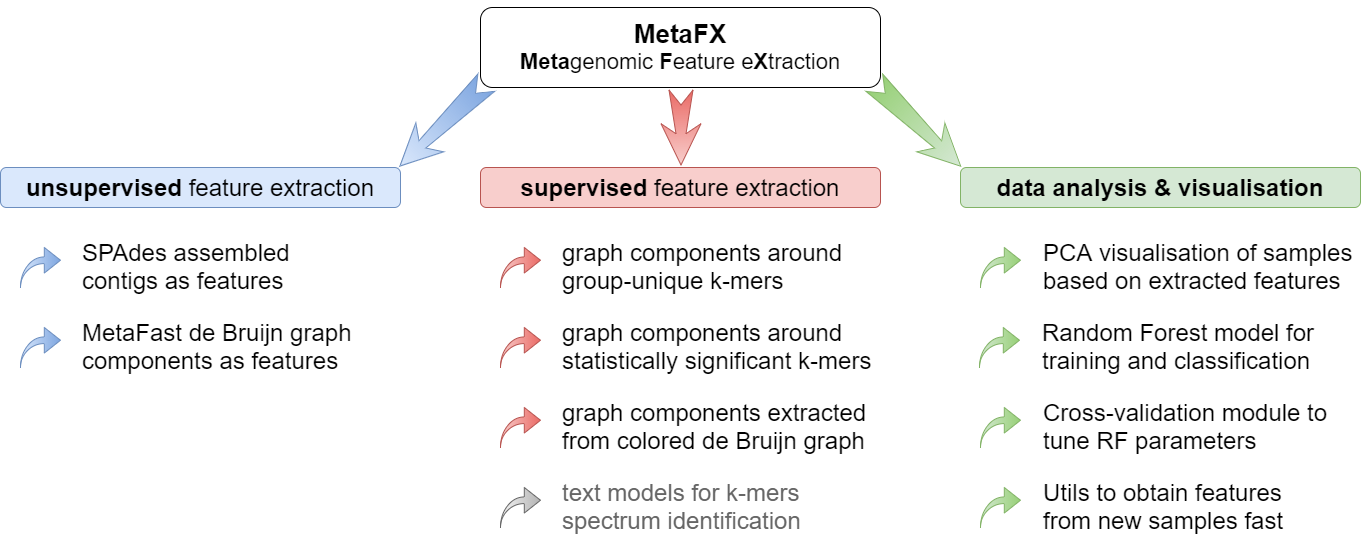 MetaFX
Metagenomic Feature eXtraction
unsupervised feature extraction
SPAdes assembled
contigs as features
MetaFast de Bruijn graph
components as features
supervised feature extraction
graph components around
group-unique k-mers
graph components around
statistically significant k-mers
graph components extracted
from colored de Bruijn graph
text models for k-mers
spectrum identification
data analysis & visualisation
PCA visualisation of samples
based on extracted features
Random Forest model for
training and classification
Cross-validation module to
tune RF parameters
Utils to obtain features
from new samples fast